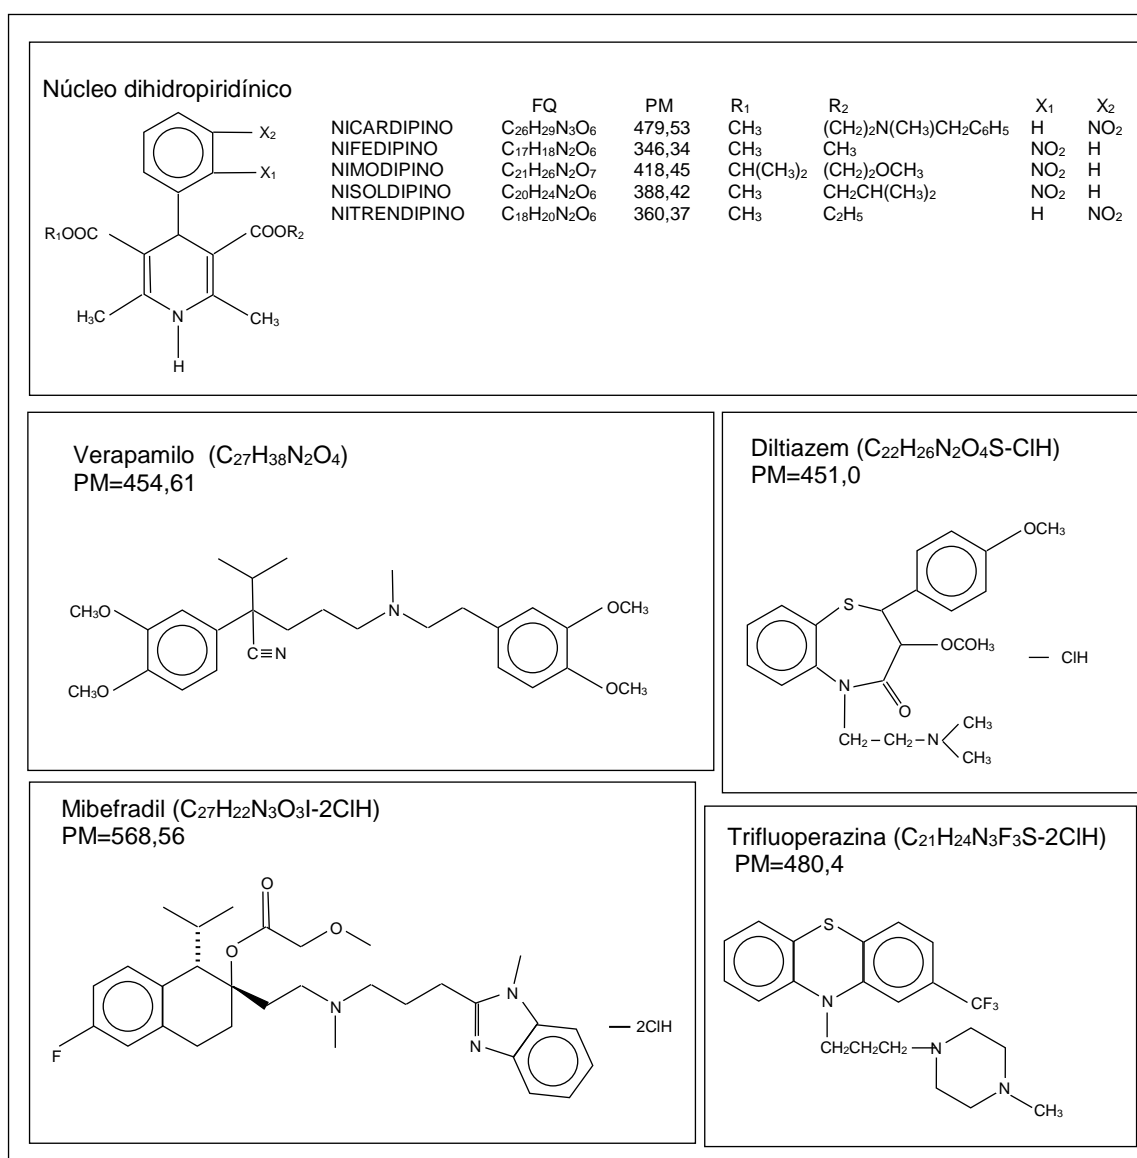 Núcleo dihidropiridínico
FQ PM R₁ R₂ X₁ X₂
NICARDIPINO C₂₆H₂₉N₃O₆ 479,53 CH₃ (CH₂)₂N(CH₃)CH₂C₆H₅ H NO₂
NIFEDIPINO C₁₇H₁₈N₂O₆ 346,34 CH₃ CH₃ NO₂ H
NIMODIPINO C₂₁H₂₆N₂O₇ 418,45 CH(CH₃)₂ (CH₂)₂OCH₃ NO₂ H
NISOLDIPINO C₂₀H₂₄N₂O₆ 388,42 CH₃ CH₂CH(CH₃)₂ NO₂ H
NITRENDIPINO C₁₈H₂₀N₂O₆ 360,37 CH₃ C₂H₅ H NO₂
X₂
X₁
R₁OOC COOR₂
H₃C N CH₃
H
Verapamilo (C₂₇H₃₈N₂O₄)
PM=454,61
CH₃O N OCH₃
C≡N
CH₃O OCH₃
Diltiazem (C₂₂H₂₆N₂O₄S-ClH)
PM=451,0
OCH₃
S
OCOH₃ — ClH
N
O
CH₂–CH₂–N CH₃
CH₃
Mibefradil (C₂₇H₂₂N₃O₃I-2ClH)
PM=568,56
O
O
O
N
N
N
F
— 2ClH
Trifluoperazina (C₂₁H₂₄N₃F₃S-2ClH)
PM=480,4
S
N CF₃
CH₂CH₂CH₂ N
N
CH₃